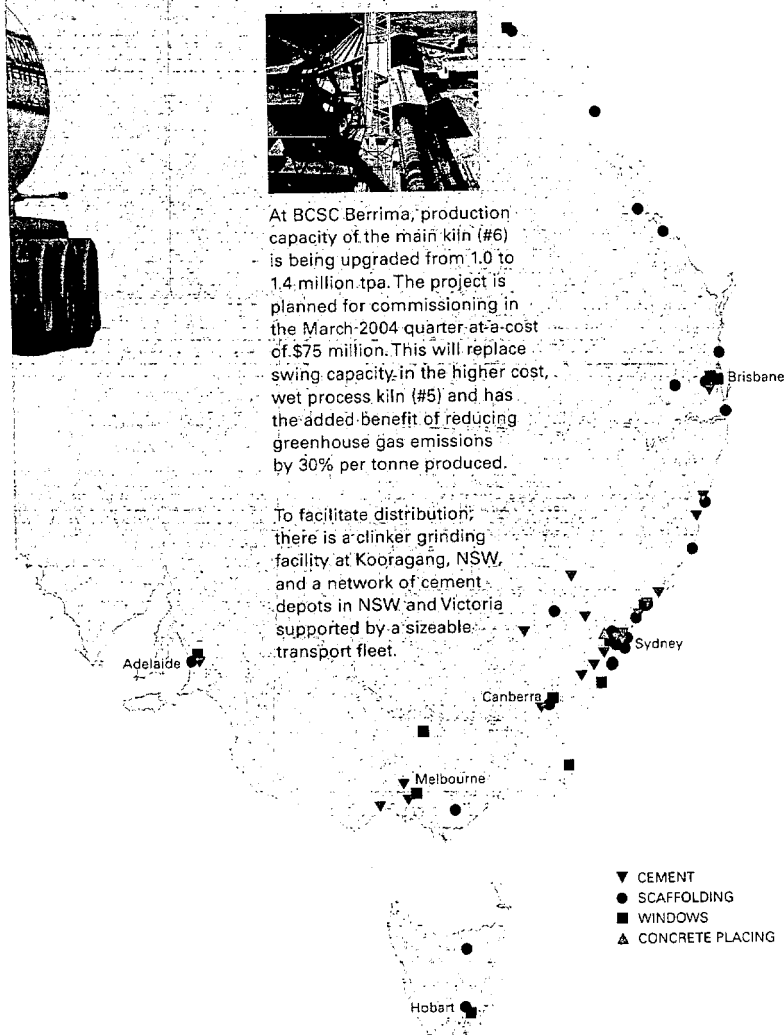 At BCSC Berrima, production
capacity of the main kiln (#6)
is being upgraded from 1.0 to
1.4 million tpa. The project is
planned for commissioning in
the March 2004 quarter at a cost
of $75 million. This will replace
swing capacity in the higher cost,
wet process kiln (#5) and has
the added benefit of reducing
greenhouse gas emissions
by 30% per tonne produced.
To facilitate distribution,
there is a clinker grinding
facility at Kooragang, NSW,
and a network of cement
depots in NSW and Victoria
supported by a sizeable
transport fleet.
Brisbane
Sydney
Adelaide
Canberra
Melbourne
Hobart
CEMENT
SCAFFOLDING
WINDOWS
CONCRETE PLACING